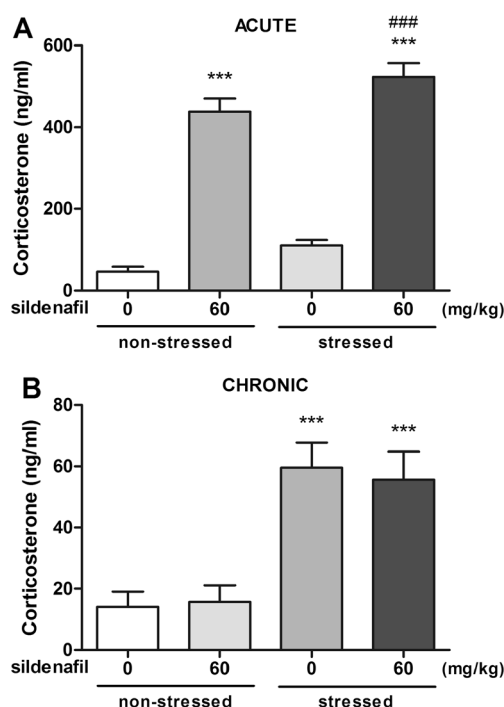 A
ACUTE
Corticosterone (ng/ml)
600
400
200
0
***
###
***
sildenafil 0 60 0 60 (mg/kg)
non-stressed stressed
B
CHRONIC
Corticosterone (ng/ml)
80
60
40
20
0
*** ***
sildenafil 0 60 0 60 (mg/kg)
non-stressed stressed